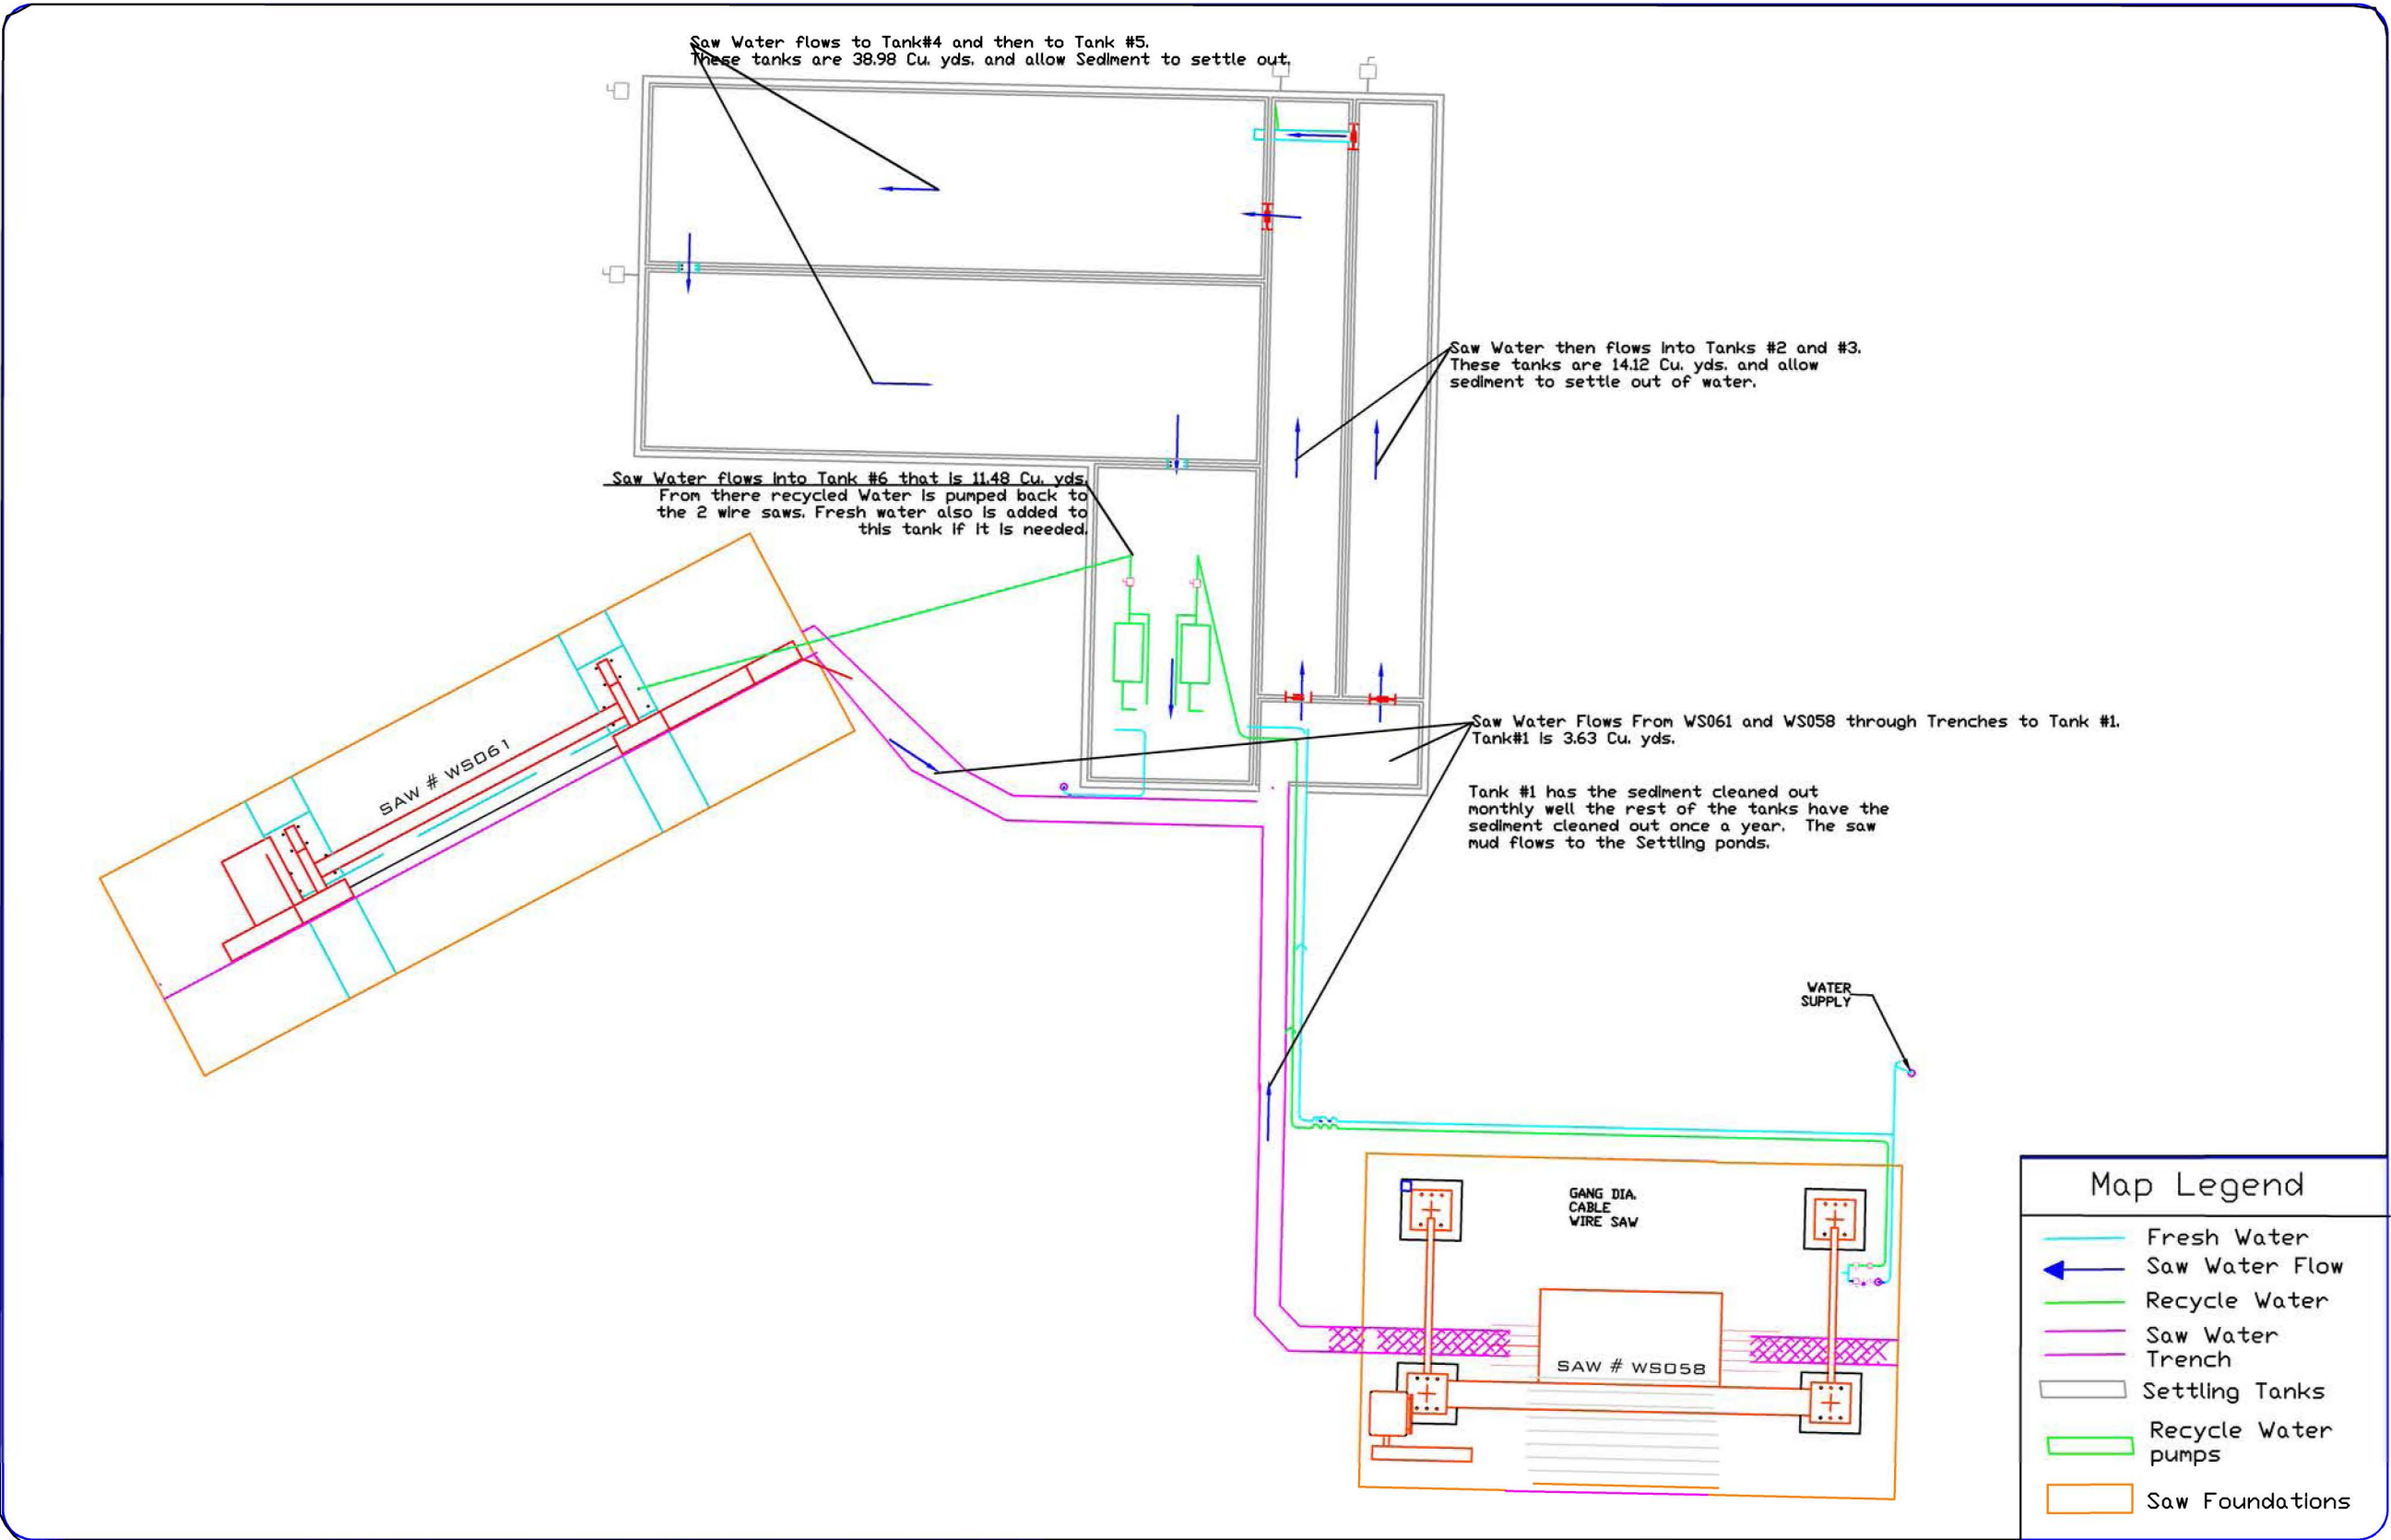 Saw Water flows to Tank#4 and then to Tank #5.
These tanks are 38.98 Cu. yds. and allow Sediment to settle out.
Saw Water then flows into Tanks #2 and #3.
These tanks are 14.12 Cu. yds. and allow
sediment to settle out of water.
Saw Water flows into Tank #6 that is 11.48 Cu. yds.
From there recycled Water is pumped back to
the 2 wire saws. Fresh water also is added to
this tank if it is needed.
SAW # WS061
Saw Water Flows From WS061 and WS058 through Trenches to Tank #1.
Tank#1 is 3.63 Cu. yds.
Tank #1 has the sediment cleaned out
monthly well the rest of the tanks have the
sediment cleaned out once a year. The saw
mud flows to the Settling ponds.
WATER
SUPPLY
GANG DIA.
CABLE
WIRE SAW
SAW # WS058
Map Legend
Fresh Water
Saw Water Flow
Recycle Water
Saw Water
Trench
Settling Tanks
Recycle Water
pumps
Saw Foundations